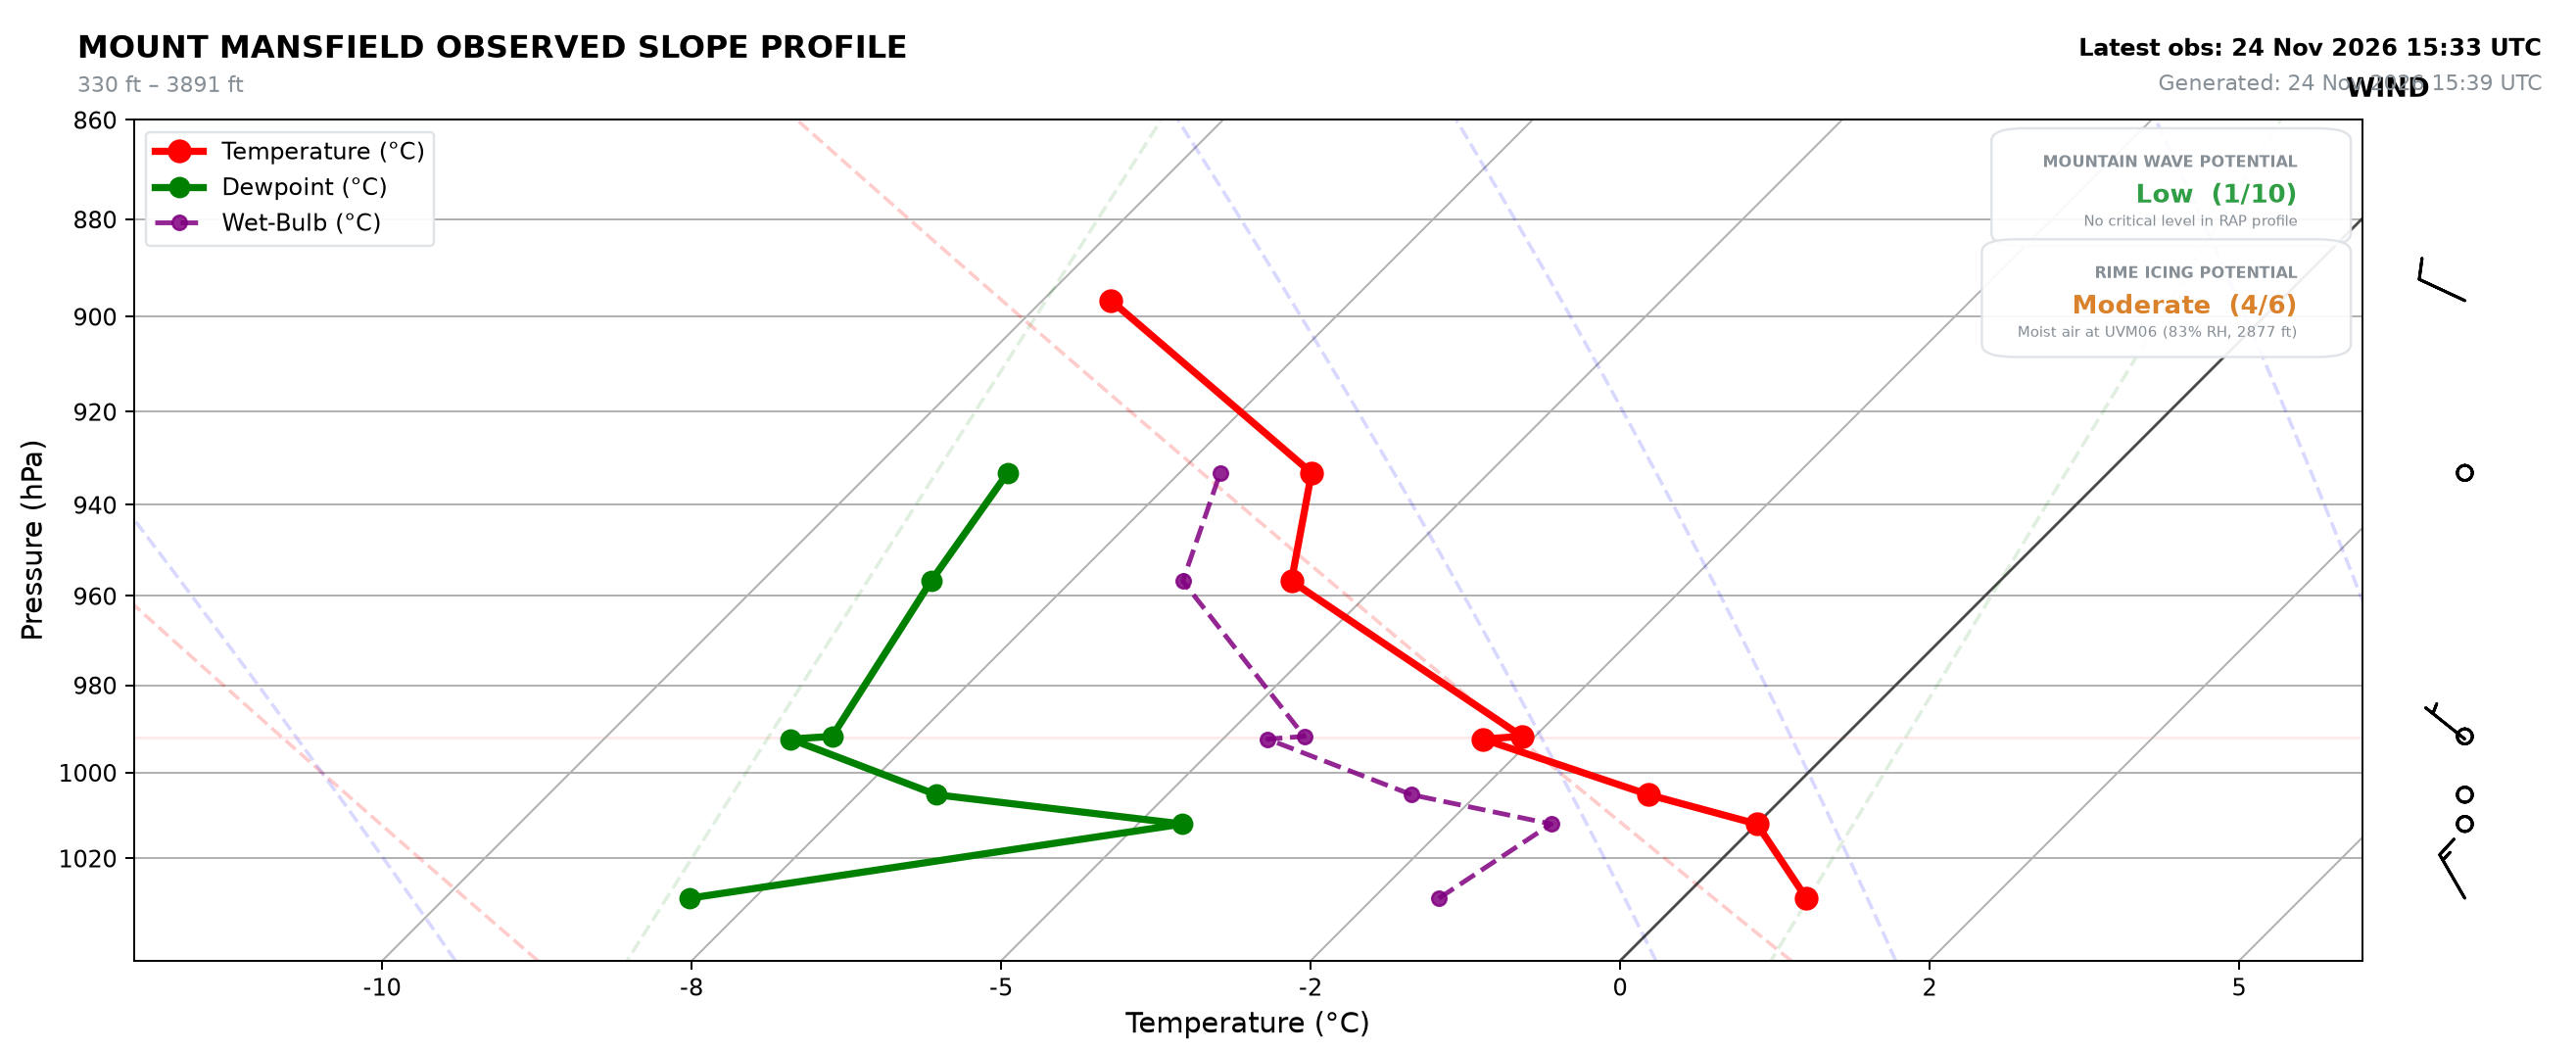 MOUNT MANSFIELD OBSERVED SLOPE PROFILE
330 ft – 3891 ft
Latest obs: 24 Nov 2026 15:33 UTC
Generated: 24 Nov 2026 15:39 UTC
WIND
Temperature (°C)
Dewpoint (°C)
Wet-Bulb (°C)
MOUNTAIN WAVE POTENTIAL
Low (1/10)
No critical level in RAP profile
RIME ICING POTENTIAL
Moderate (4/6)
Moist air at UVM06 (83% RH, 2877 ft)
Pressure (hPa)
860
880
900
920
940
960
980
1000
1020
-10
-8
-5
-2
0
2
5
Temperature (°C)